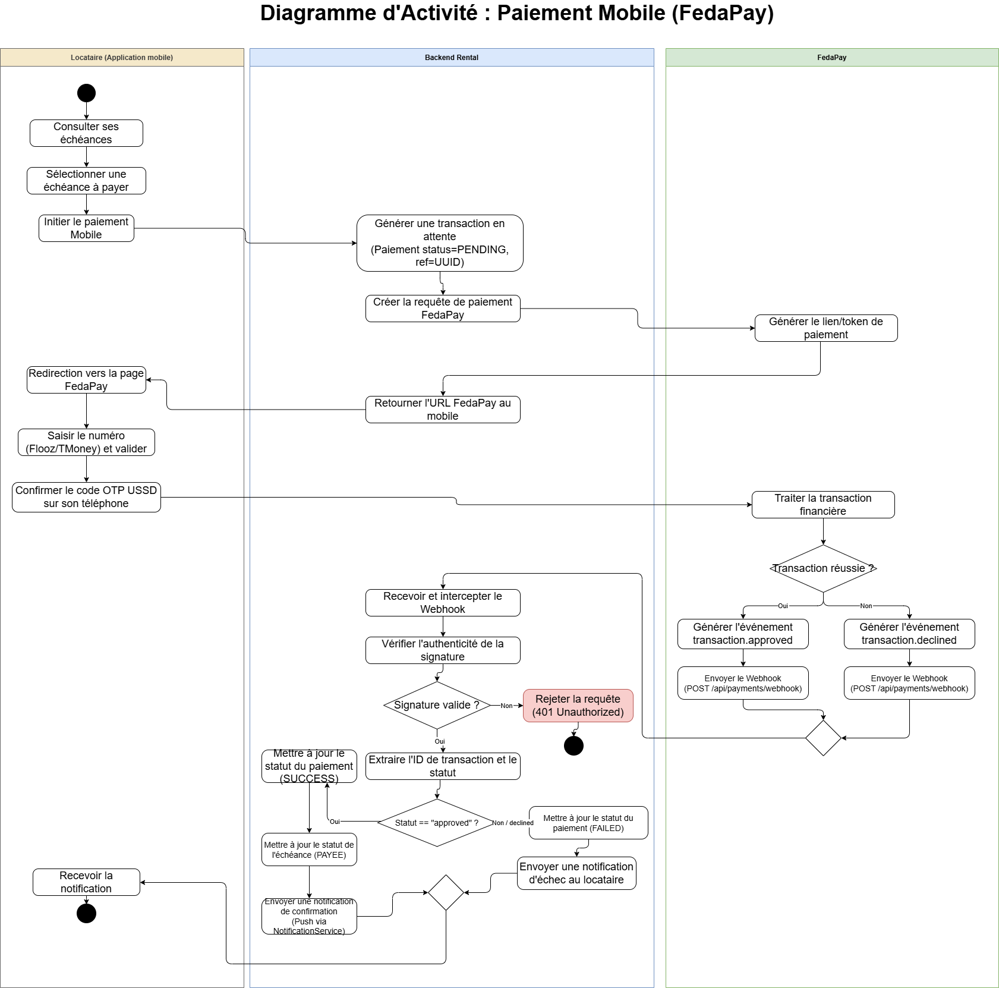 Diagramme d'Activité : Paiement Mobile (FedaPay)
Locataire (Application mobile)
Backend Rental
FedaPay
Consulter ses
échéances
Sélectionner une
échéance à payer
Initier le paiement
Mobile
Générer une transaction en
attente
(Paiement status=PENDING,
ref=UUID)
Créer la requête de paiement
FedaPay
Générer le lien/token de
paiement
Retourner l'URL FedaPay au
mobile
Redirection vers la page
FedaPay
Saisir le numéro
(Flooz/TMoney) et valider
Confirmer le code OTP USSD
sur son téléphone
Traiter la transaction
financière
Transaction réussie ?
Oui
Non
Générer l'événement
transaction.approved
Générer l'événement
transaction.declined
Envoyer le Webhook
(POST /api/payments/webhook)
Envoyer le Webhook
(POST /api/payments/webhook)
Recevoir et intercepter le
Webhook
Vérifier l'authenticité de la
signature
Signature valide ?
Non
Rejeter la requête
(401 Unauthorized)
Oui
Extraire l'ID de transaction et le
statut
Statut == "approved" ?
Oui
Non / declined
Mettre à jour le
statut du paiement
(SUCCESS)
Mettre à jour le statut de
l'échéance (PAYEE)
Envoyer une notification
de confirmation
(Push via
NotificationService)
Mettre à jour le statut du
paiement (FAILED)
Envoyer une notification
d'échec au locataire
Recevoir la
notification